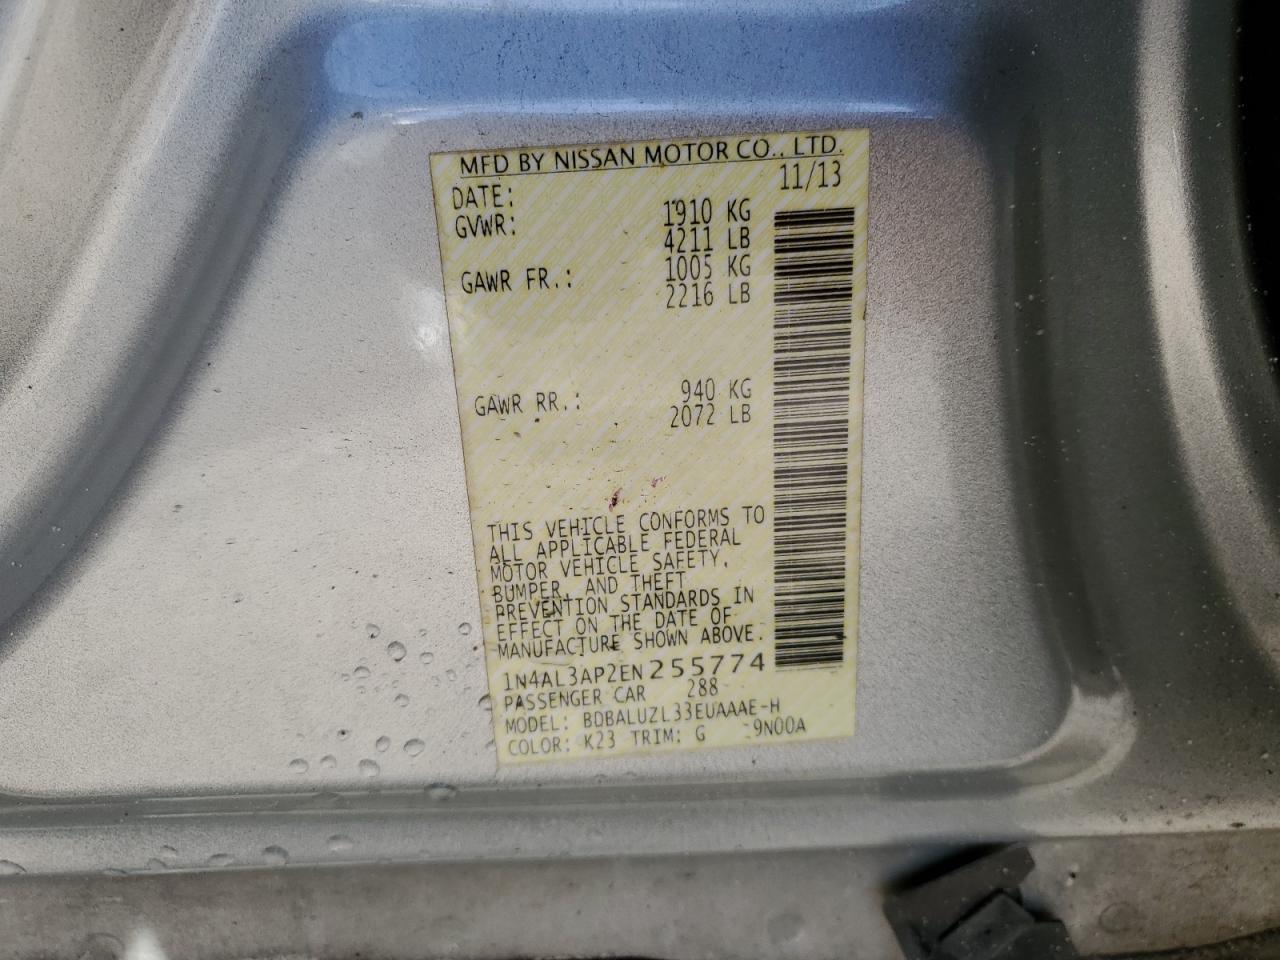 MFD BY NISSAN MOTOR CO., LTD.
DATE: 11/13
GVWR: 1910 KG
4211 LB
GAWR FR.: 1005 KG
2216 LB
GAWR RR.: 940 KG
2072 LB
THIS VEHICLE CONFORMS TO
ALL APPLICABLE FEDERAL
MOTOR VEHICLE SAFETY,
BUMPER, AND THEFT
PREVENTION STANDARDS IN
EFFECT ON THE DATE OF
MANUFACTURE SHOWN ABOVE.
1N4AL3AP2EN255774
PASSENGER CAR 288
MODEL: BDBALUZL33EUAAAE-H
COLOR: K23 TRIM: G 9N00A